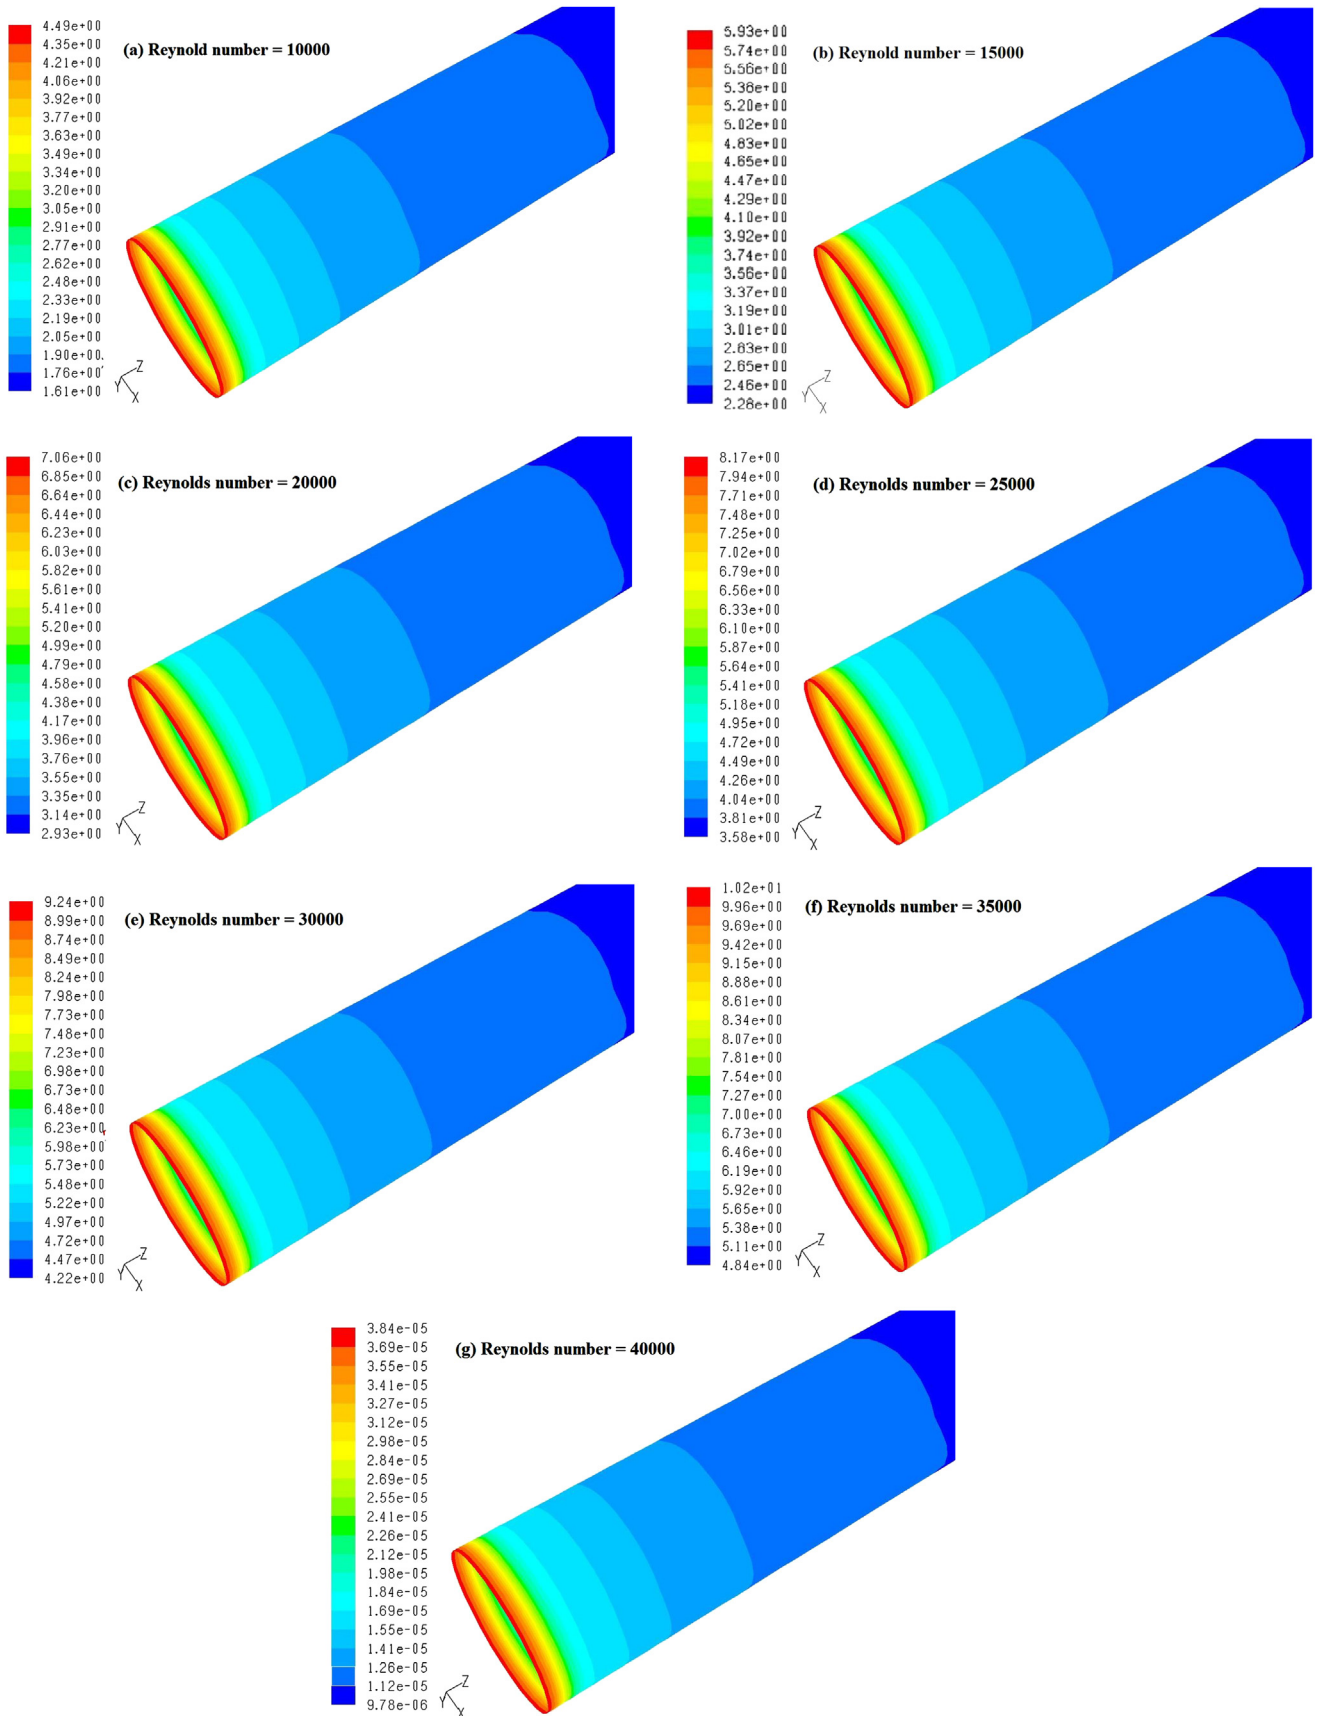 (a) Reynold number = 10000
4.49e+00
4.35e+00
4.21e+00
4.06e+00
3.92e+00
3.77e+00
3.63e+00
3.49e+00
3.34e+00
3.20e+00
3.05e+00
2.91e+00
2.77e+00
2.62e+00
2.48e+00
2.33e+00
2.19e+00
2.05e+00
1.90e+00
1.76e+00
1.61e+00
Z
Y
X
(b) Reynold number = 15000
5.93e+00
5.74e+00
5.56e+00
5.36e+00
5.20e+00
5.02e+00
4.83e+00
4.65e+00
4.47e+00
4.29e+00
4.10e+00
3.92e+00
3.74e+00
3.56e+00
3.37e+00
3.19e+00
3.01e+00
2.83e+00
2.65e+00
2.46e+00
2.28e+00
Z
Y
X
(c) Reynolds number = 20000
7.06e+00
6.85e+00
6.64e+00
6.44e+00
6.23e+00
6.03e+00
5.82e+00
5.61e+00
5.41e+00
5.20e+00
4.99e+00
4.79e+00
4.58e+00
4.38e+00
4.17e+00
3.96e+00
3.76e+00
3.55e+00
3.35e+00
3.14e+00
2.93e+00
Z
Y
X
(d) Reynolds number = 25000
8.17e+00
7.94e+00
7.71e+00
7.48e+00
7.25e+00
7.02e+00
6.79e+00
6.56e+00
6.33e+00
6.10e+00
5.87e+00
5.64e+00
5.41e+00
5.18e+00
4.95e+00
4.72e+00
4.49e+00
4.26e+00
4.04e+00
3.81e+00
3.58e+00
Z
Y
X
(e) Reynolds number = 30000
9.24e+00
8.99e+00
8.74e+00
8.49e+00
8.24e+00
7.98e+00
7.73e+00
7.48e+00
7.23e+00
6.98e+00
6.73e+00
6.48e+00
6.23e+00
5.98e+00
5.73e+00
5.48e+00
5.22e+00
4.97e+00
4.72e+00
4.47e+00
4.22e+00
Z
Y
X
(f) Reynolds number = 35000
1.02e+01
9.96e+00
9.69e+00
9.42e+00
9.15e+00
8.88e+00
8.61e+00
8.34e+00
8.07e+00
7.81e+00
7.54e+00
7.27e+00
7.00e+00
6.73e+00
6.46e+00
6.19e+00
5.92e+00
5.65e+00
5.38e+00
5.11e+00
4.84e+00
Z
Y
X
(g) Reynolds number = 40000
3.84e-05
3.69e-05
3.55e-05
3.41e-05
3.27e-05
3.12e-05
2.98e-05
2.84e-05
2.69e-05
2.55e-05
2.41e-05
2.26e-05
2.12e-05
1.98e-05
1.84e-05
1.69e-05
1.55e-05
1.41e-05
1.26e-05
1.12e-05
9.78e-06
Z
Y
X